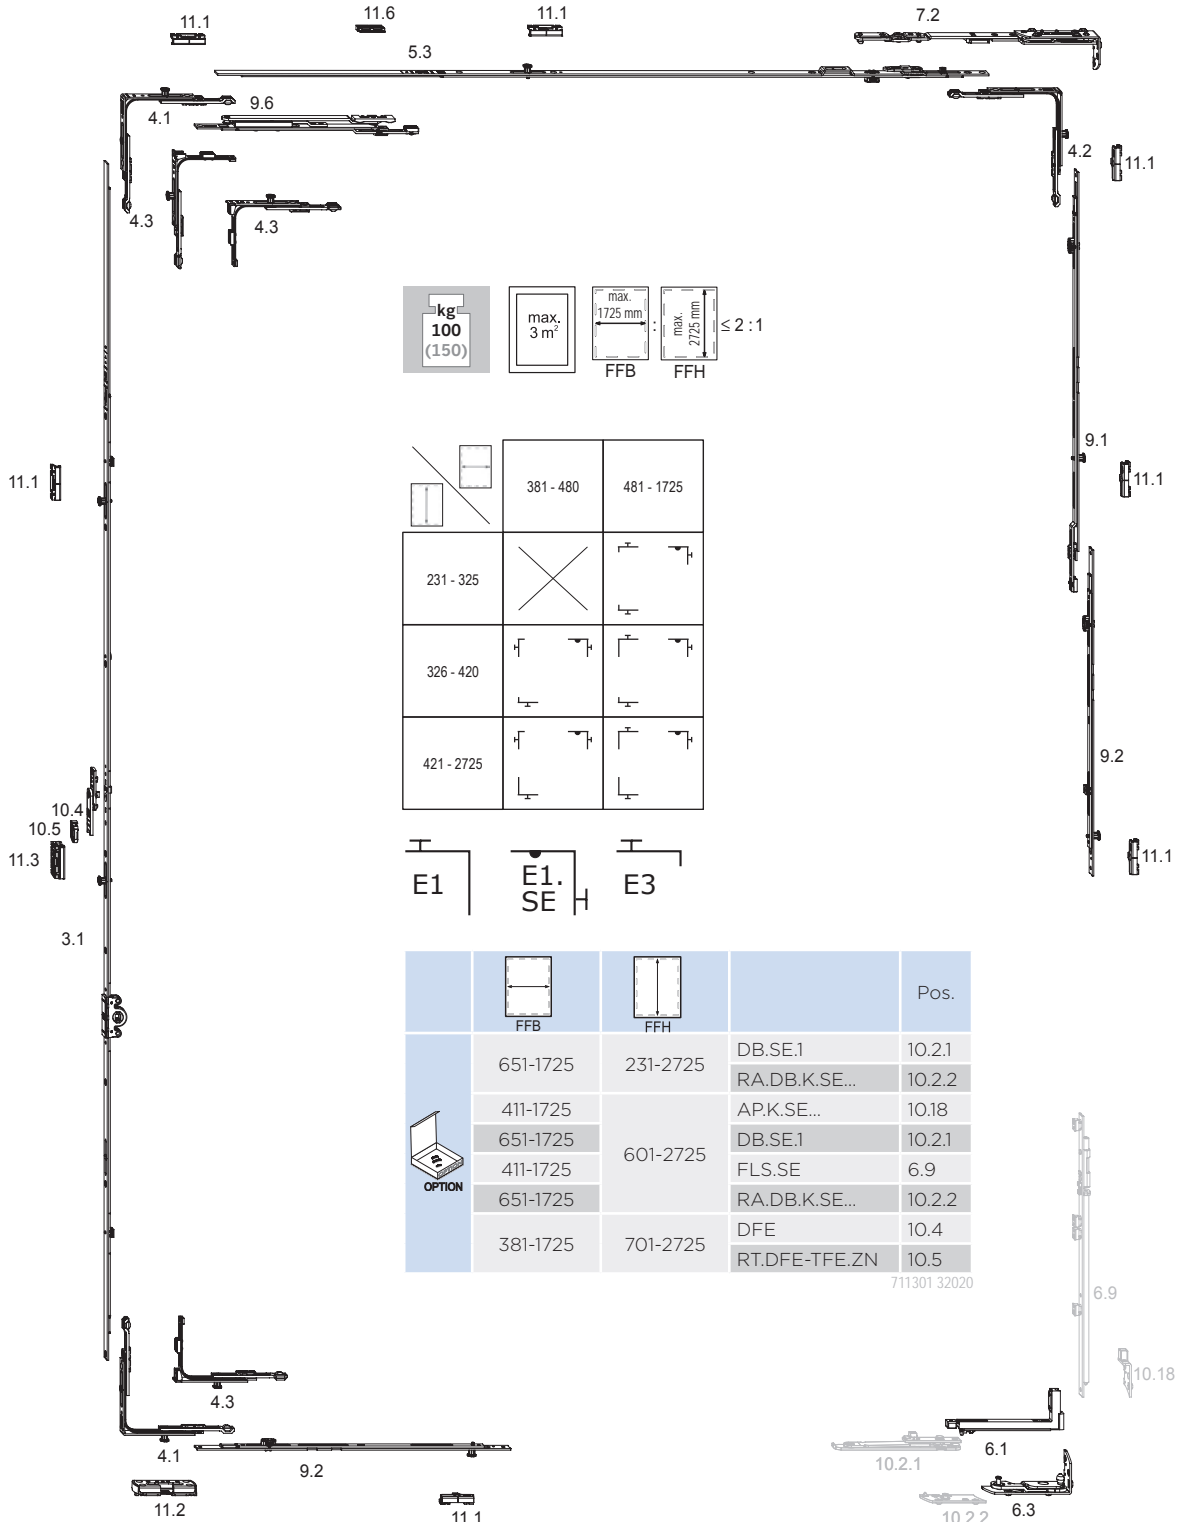 11.1
11.6
11.1
7.2
5.3
4.1
9.6
4.2
11.1
4.3
4.3
kg
100
(150)
max.
3 m²
max.
1725 mm
:
max.
2725 mm
≤ 2 : 1
FFB
FFH
9.1
11.1
11.1
381 - 480
481 - 1725
231 - 325
326 - 420
421 - 2725
9.2
10.4
10.5
11.3
11.1
E1
E1.
SE
E3
3.1
FFB
FFH
Pos.
651-1725
231-2725
DB.SE.1
10.2.1
RA.DB.K.SE...
10.2.2
411-1725
601-2725
AP.K.SE...
10.18
651-1725
DB.SE.1
10.2.1
411-1725
FLS.SE
6.9
651-1725
RA.DB.K.SE...
10.2.2
381-1725
701-2725
DFE
10.4
RT.DFE-TFE.ZN
10.5
OPTION
711301 32020
6.9
10.18
4.3
4.1
9.2
10.2.1
6.1
11.2
11.1
10.2.2
6.3